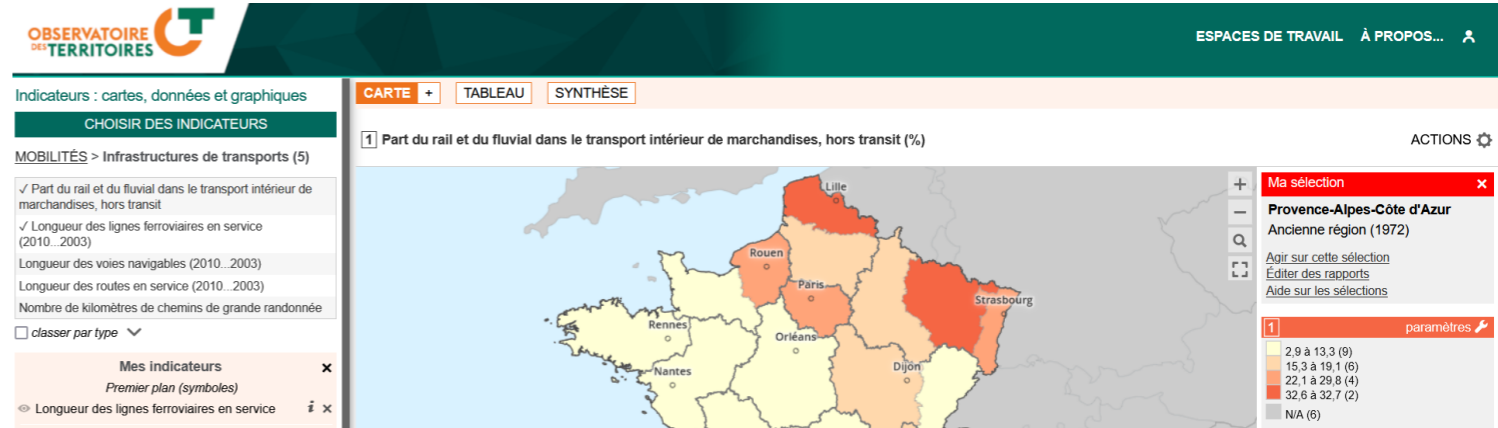 OBSERVATOIRE
DES TERRITOIRES
ESPACES DE TRAVAIL
À PROPOS...
Indicateurs : cartes, données et graphiques
CHOISIR DES INDICATEURS
MOBILITÉS > Infrastructures de transports (5)
✓ Part du rail et du fluvial dans le transport intérieur de
marchandises, hors transit
✓ Longueur des lignes ferroviaires en service
(2010...2003)
Longueur des voies navigables (2010...2003)
Longueur des routes en service (2010...2003)
Nombre de kilomètres de chemins de grande randonnée
classer par type
Mes indicateurs ×
Premier plan (symboles)
Longueur des lignes ferroviaires en service i ×
CARTE +
TABLEAU
SYNTHÈSE
1 Part du rail et du fluvial dans le transport intérieur de marchandises, hors transit (%)
ACTIONS
Lille
Rouen
Paris
Strasbourg
Rennes
Orléans
Dijon
Nantes
+
−
Ma sélection ×
Provence-Alpes-Côte d'Azur
Ancienne région (1972)
Agir sur cette sélection
Éditer des rapports
Aide sur les sélections
1 paramètres
2,9 à 13,3 (9)
15,3 à 19,1 (6)
22,1 à 29,8 (4)
32,6 à 32,7 (2)
N/A (6)